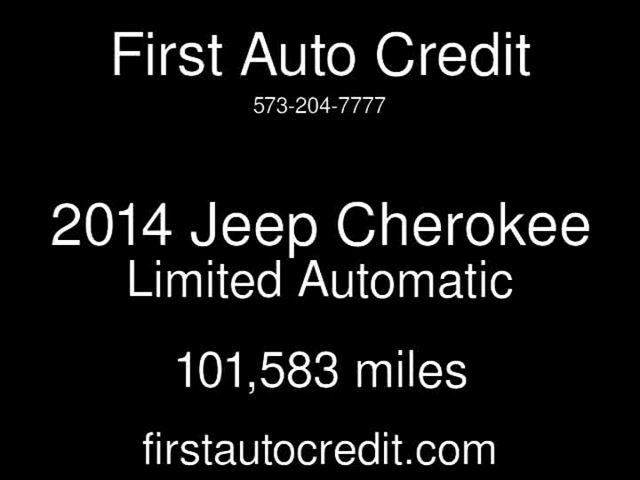 First Auto Credit
573-204-7777
2014 Jeep Cherokee
Limited Automatic
101,583 miles
firstautocredit.com